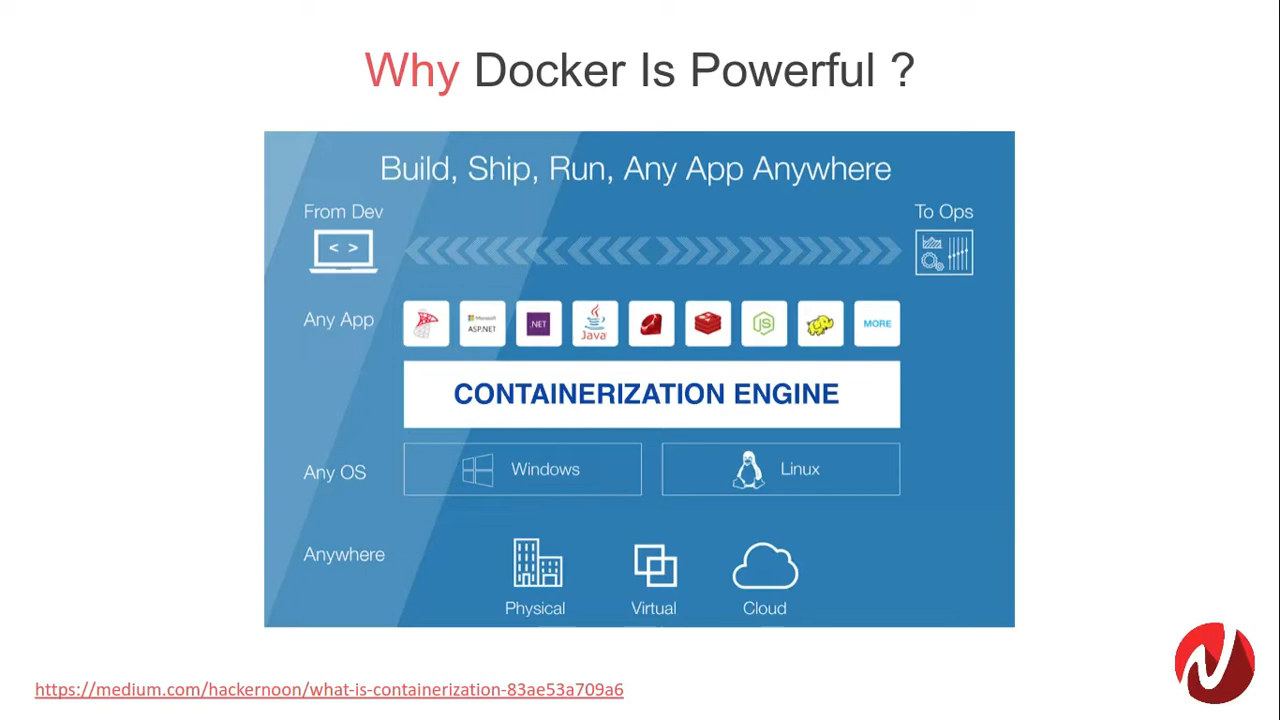 Why Docker Is Powerful ?
Build, Ship, Run, Any App Anywhere
From Dev
To Ops
< >
Any App
Microsoft
ASP.NET
.NET
Java
JS
MORE
CONTAINERIZATION ENGINE
Any OS
Windows
Linux
Anywhere
Physical
Virtual
Cloud
https://medium.com/hackernoon/what-is-containerization-83ae53a709a6